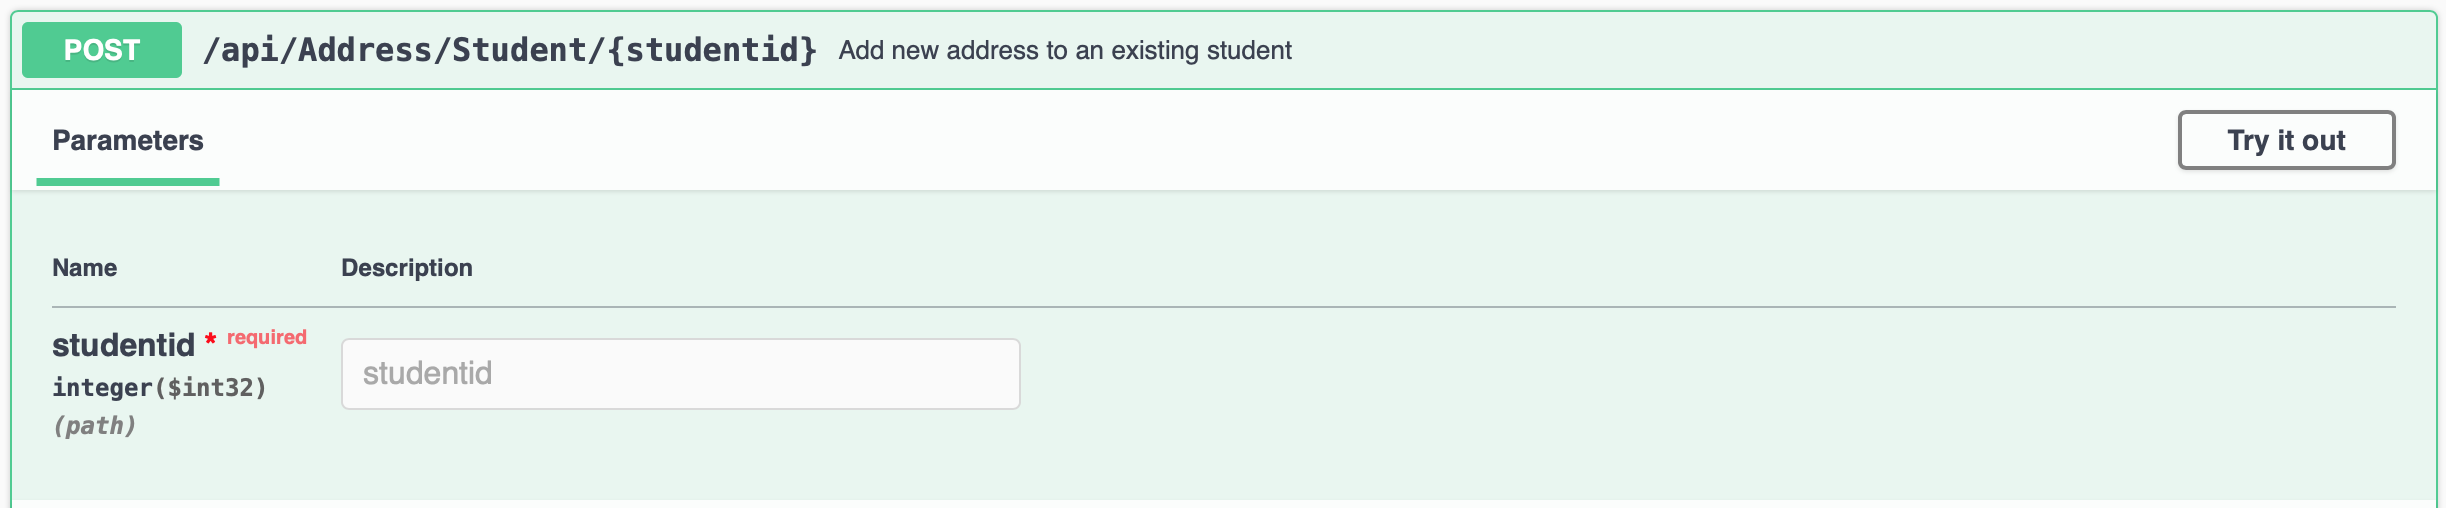 POST /api/Address/Student/{studentid} Add new address to an existing student
Parameters Try it out
Name Description
studentid * required
integer($int32)
(path)
studentid